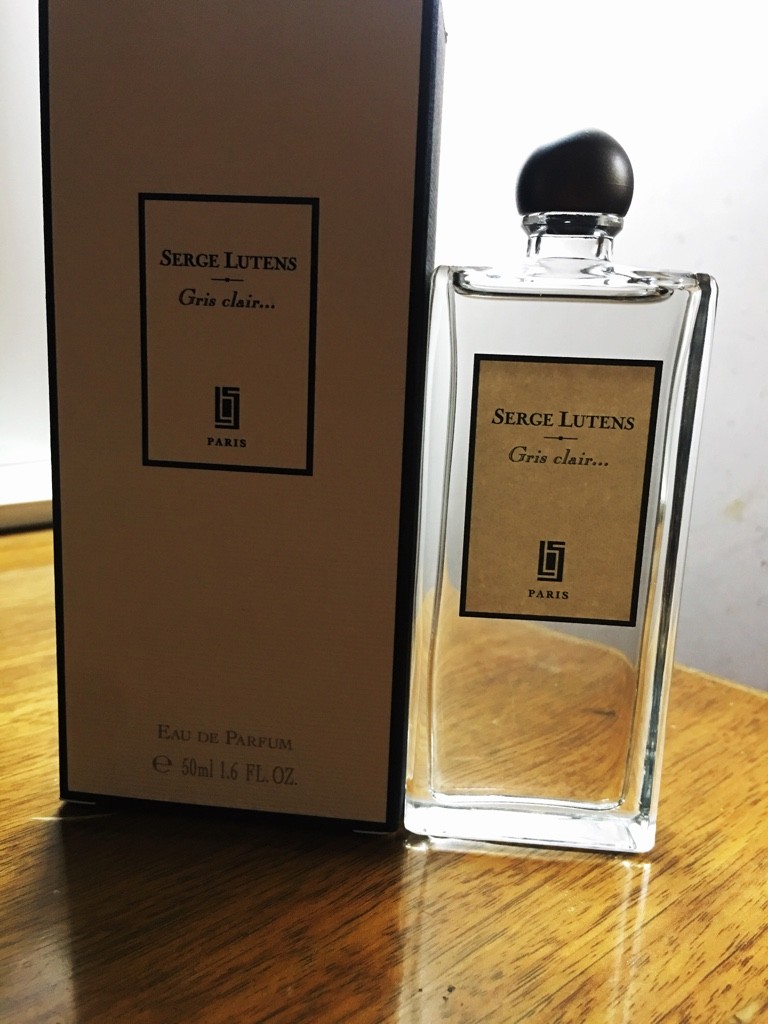 SERGE LUTENS
Gris clair...
PARIS
EAU DE PARFUM
e 50ml 1.6 FL. OZ.
SERGE LUTENS
Gris clair...
PARIS